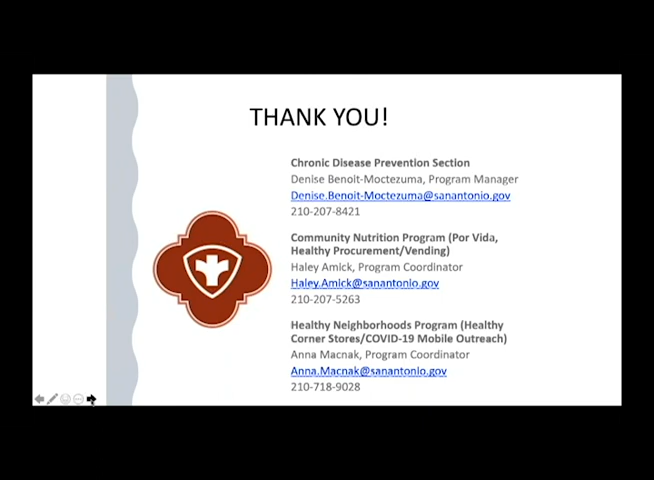 THANK YOU!
Chronic Disease Prevention Section
Denise Benoit-Moctezuma, Program Manager
Denise.Benoit-Moctezuma@sanantonio.gov
210-207-8421
Community Nutrition Program (Por Vida,
Healthy Procurement/Vending)
Haley Amick, Program Coordinator
Haley.Amick@sanantonio.gov
210-207-5263
Healthy Neighborhoods Program (Healthy
Corner Stores/COVID-19 Mobile Outreach)
Anna Macnak, Program Coordinator
Anna.Macnak@sanantonio.gov
210-718-9028